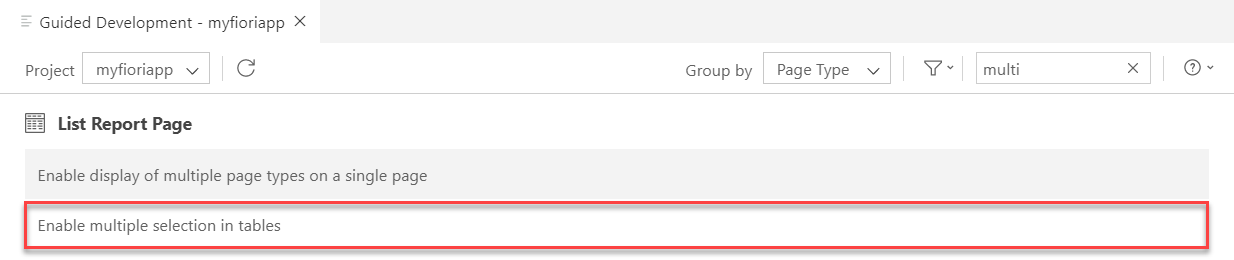 Guided Development - myfioriapp
Project myfioriapp Group by Page Type multi
List Report Page
Enable display of multiple page types on a single page
Enable multiple selection in tables